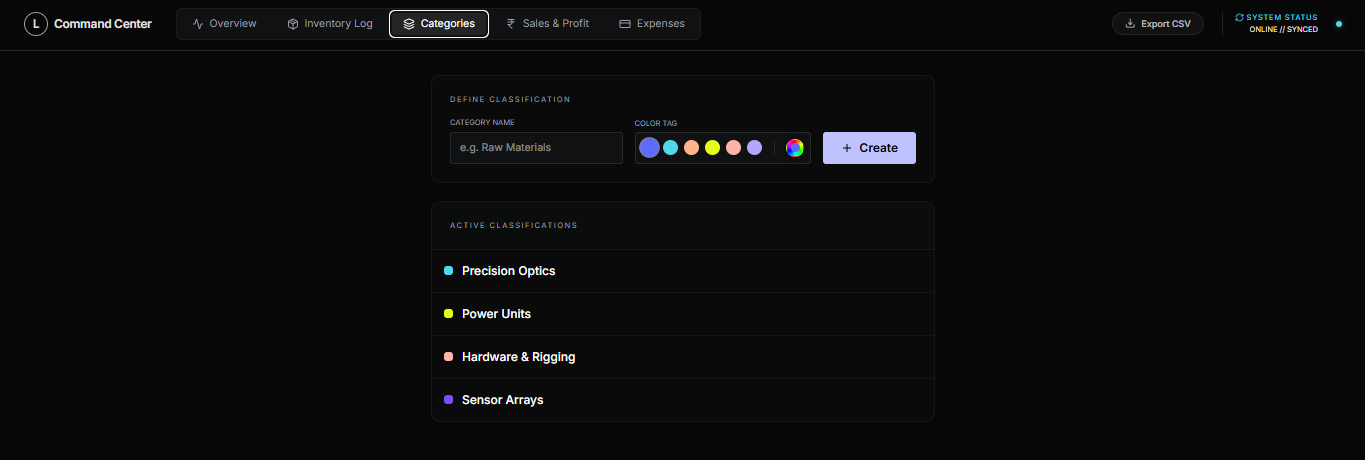 L Command Center Overview Inventory Log Categories ₹ Sales & Profit Expenses Export CSV SYSTEM STATUS
ONLINE // SYNCED
DEFINE CLASSIFICATION
CATEGORY NAME COLOR TAG
e.g. Raw Materials + Create
ACTIVE CLASSIFICATIONS
Precision Optics
Power Units
Hardware & Rigging
Sensor Arrays